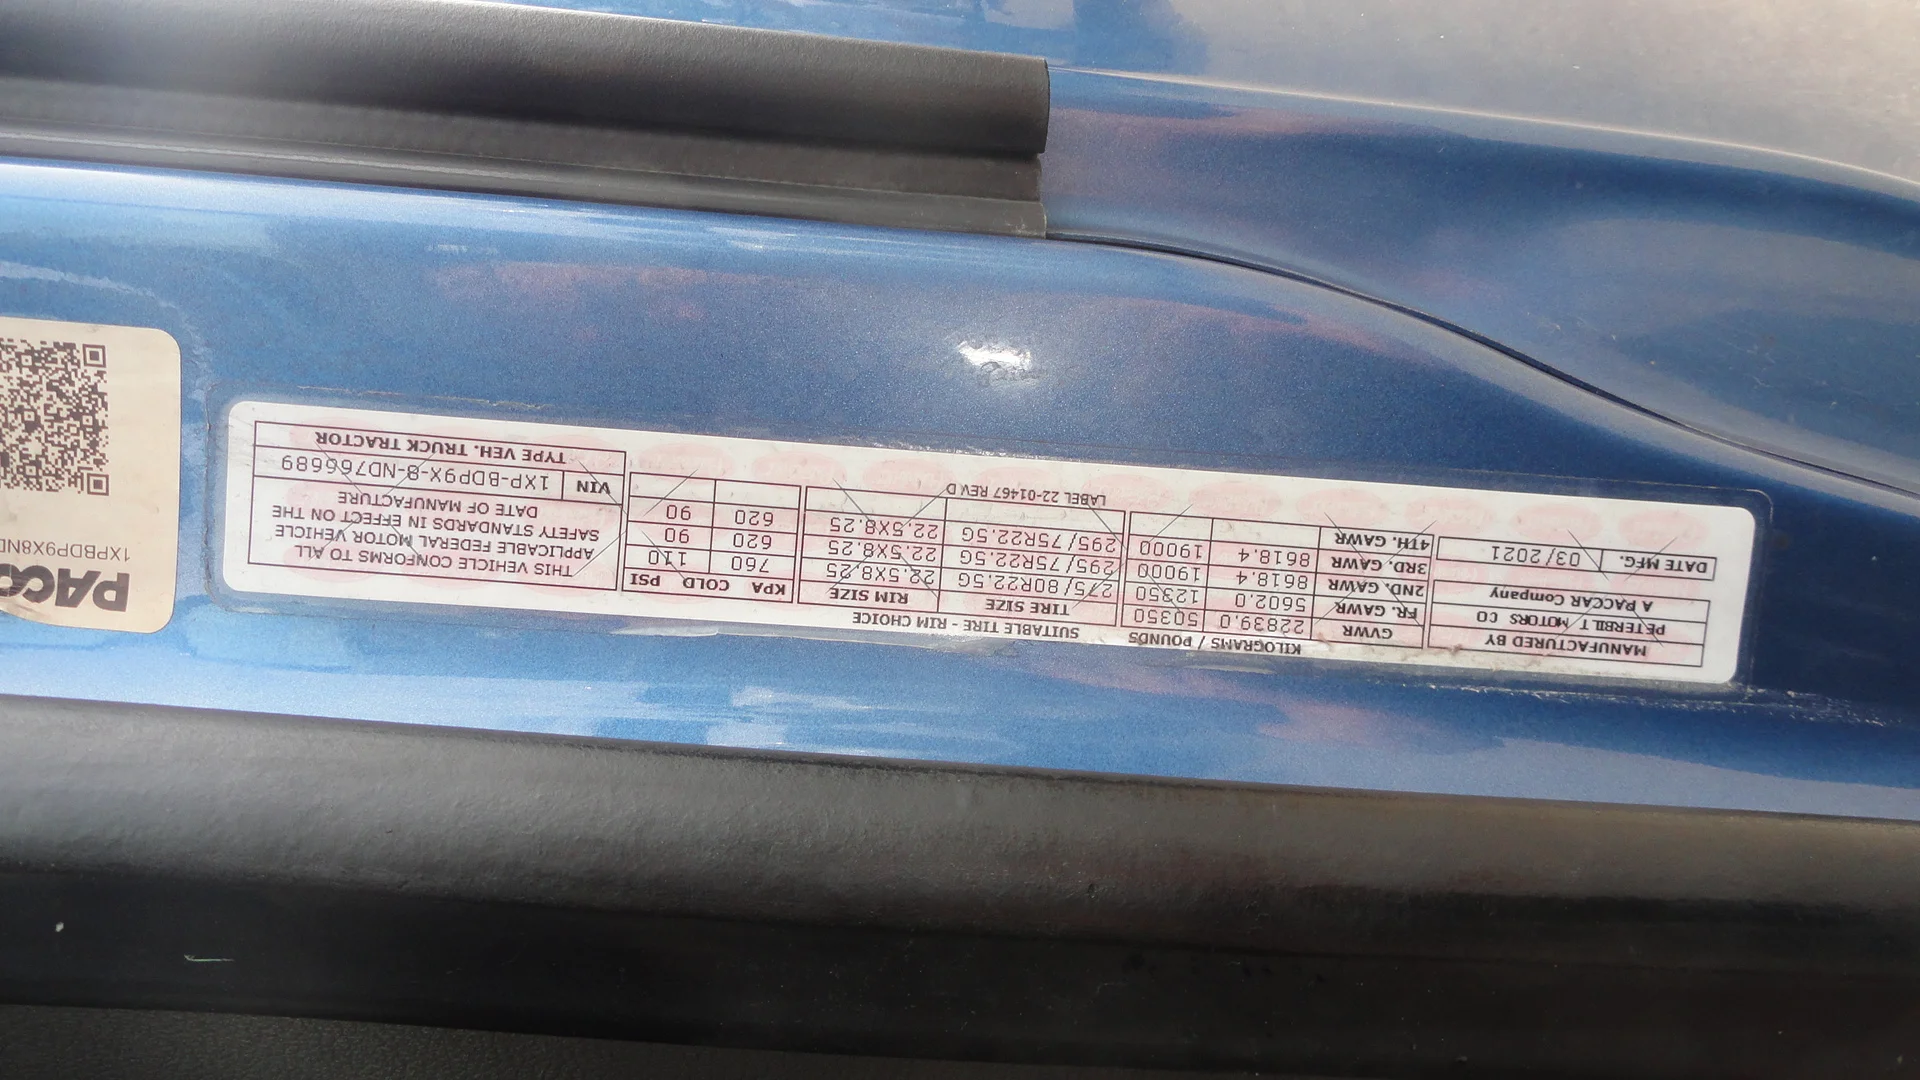 MANUFACTURED BY
PETERBILT MOTORS CO
A PACCAR Company
DATE MFG. 03/2021
KILOGRAMS / POUNDS
GVWR 22839.0 50350
FR. GAWR 5602.0 12350
2ND. GAWR 8618.4 19000
3RD. GAWR 8618.4 19000
4TH. GAWR
SUITABLE TIRE - RIM CHOICE
TIRE SIZE RIM SIZE KPA COLD PSI
275/80R22.5G 22.5X8.25 760 110
295/75R22.5G 22.5X8.25 620 90
295/75R22.5G 22.5X8.25 620 90
LABEL 22-01467 REV D
THIS VEHICLE CONFORMS TO ALL
APPLICABLE FEDERAL MOTOR VEHICLE
SAFETY STANDARDS IN EFFECT ON THE
DATE OF MANUFACTURE
VIN 1XP-BDP9X-8-ND766689
TYPE VEH. TRUCK TRACTOR
PACC
1XPBDP9X8ND